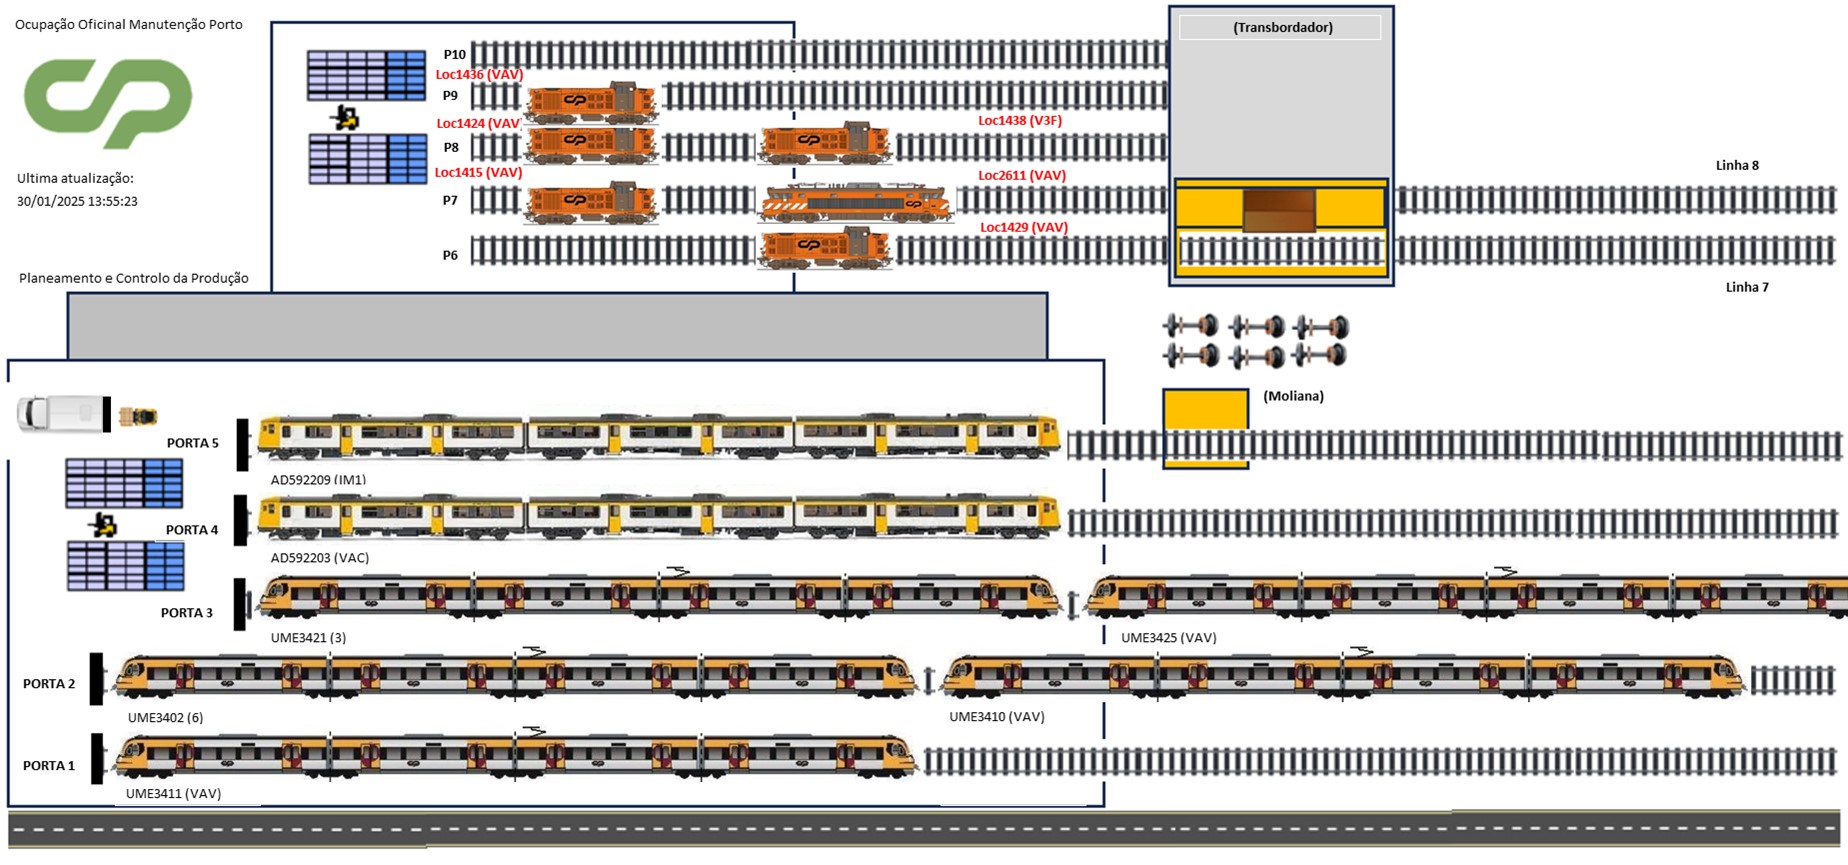 Ocupação Oficinal Manutenção Porto
(Transbordador)
P10
Loc1436 (VAV)
P9
Loc1424 (VAV)
Loc1438 (V3F)
P8
Loc1415 (VAV)
Loc2611 (VAV)
Linha 8
Ultima atualização:
30/01/2025 13:55:23
P7
Loc1429 (VAV)
P6
Planeamento e Controlo da Produção
Linha 7
(Moliana)
PORTA 5
AD592209 (IM1)
PORTA 4
AD592203 (VAC)
PORTA 3
UME3421 (3)
UME3425 (VAV)
PORTA 2
UME3402 (6)
UME3410 (VAV)
PORTA 1
UME3411 (VAV)